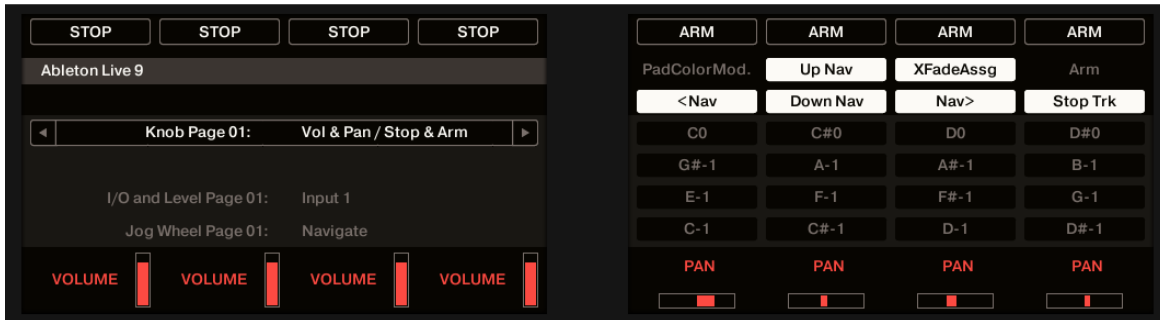 STOP STOP STOP STOP
Ableton Live 9
Knob Page 01: Vol & Pan / Stop & Arm
I/O and Level Page 01: Input 1
Jog Wheel Page 01: Navigate
VOLUME VOLUME VOLUME VOLUME
ARM ARM ARM ARM
PadColorMod. Up Nav XFadeAssg Arm
<Nav Down Nav Nav> Stop Trk
C0 C#0 D0 D#0
G#-1 A-1 A#-1 B-1
E-1 F-1 F#-1 G-1
C-1 C#-1 D-1 D#-1
PAN PAN PAN PAN